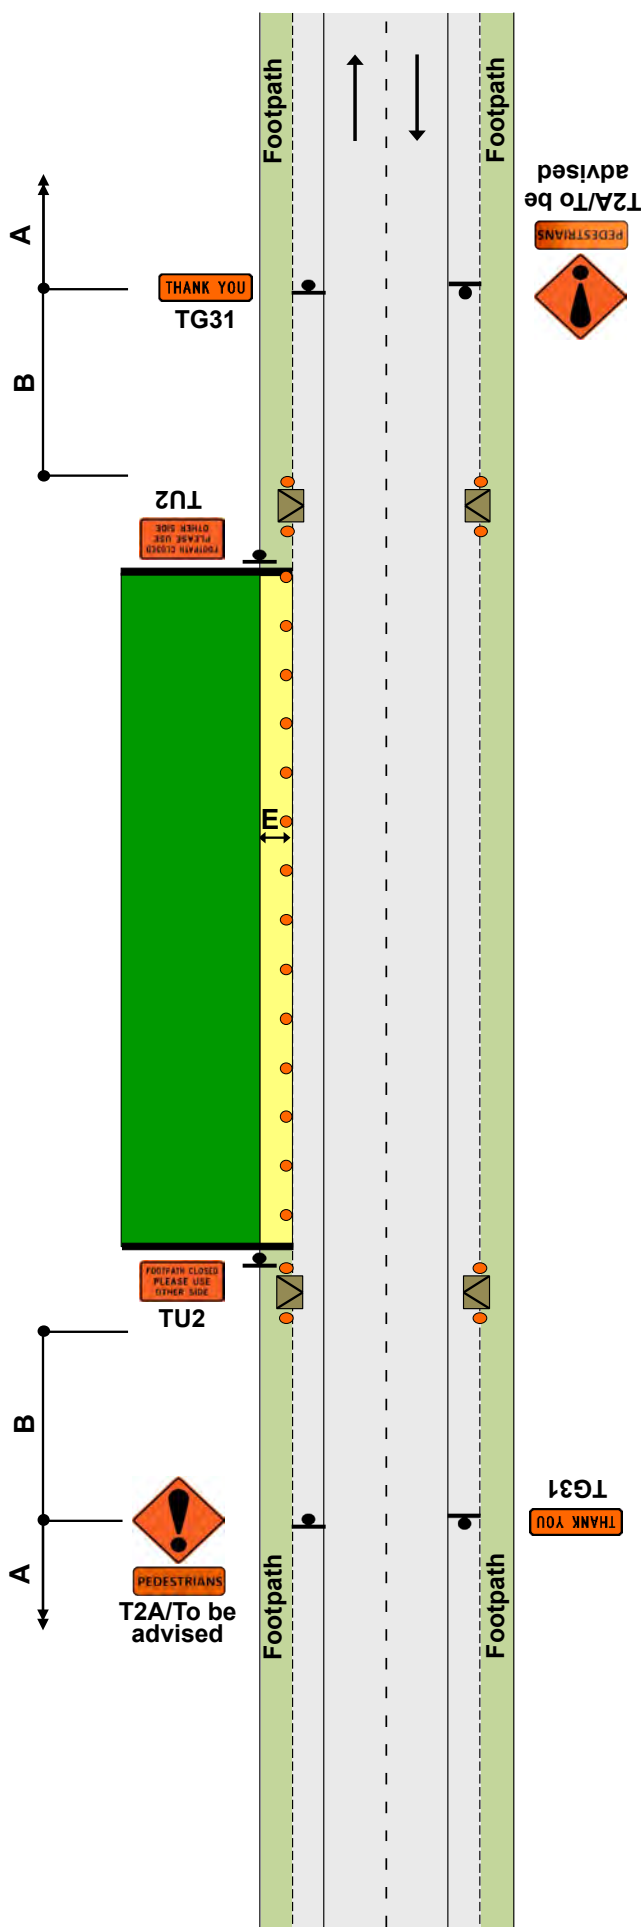 Footpath
Footpath
T2A/To be
advised
PEDESTRIANS
A
THANK YOU
TG31
B
TU2
FOOTPATH CLOSED
PLEASE USE
OTHER SIDE
E
FOOTPATH CLOSED
PLEASE USE
OTHER SIDE
TU2
B
TG31
THANK YOU
A
PEDESTRIANS
T2A/To be
advised
Footpath
Footpath